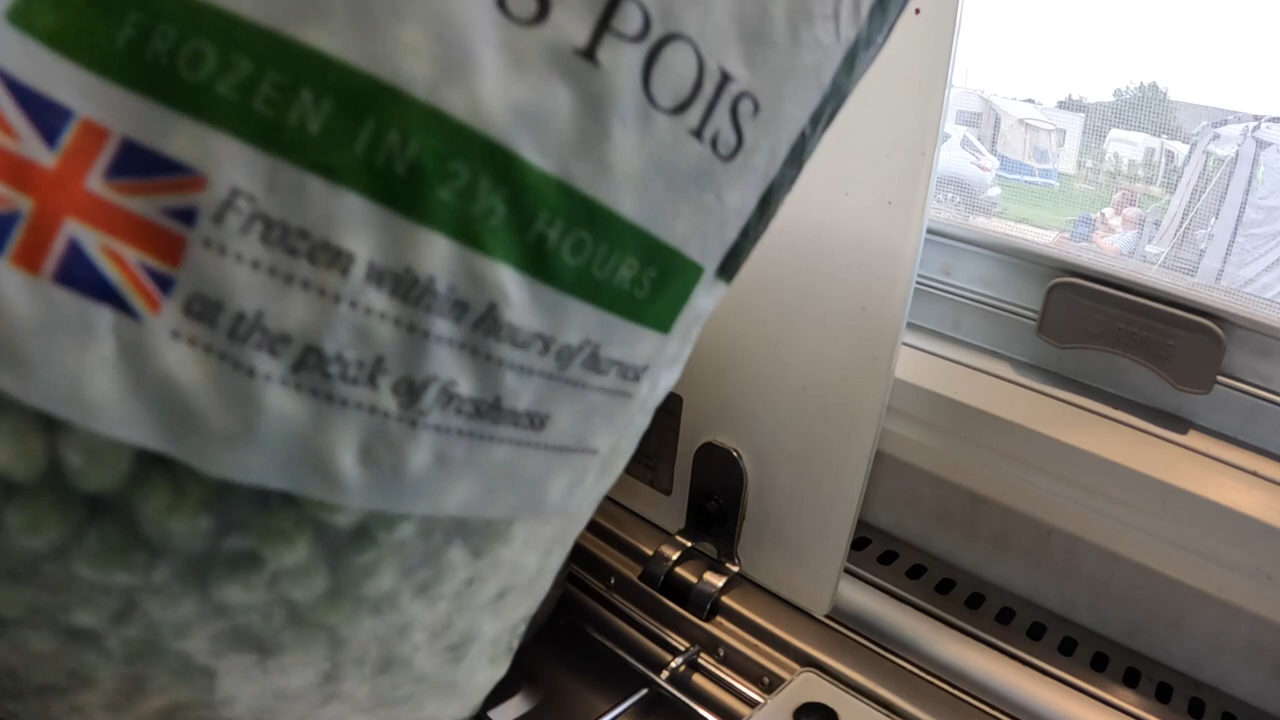 S POIS
FROZEN IN 2½ HOURS
Frozen within hours of harvest
at the peak of freshness